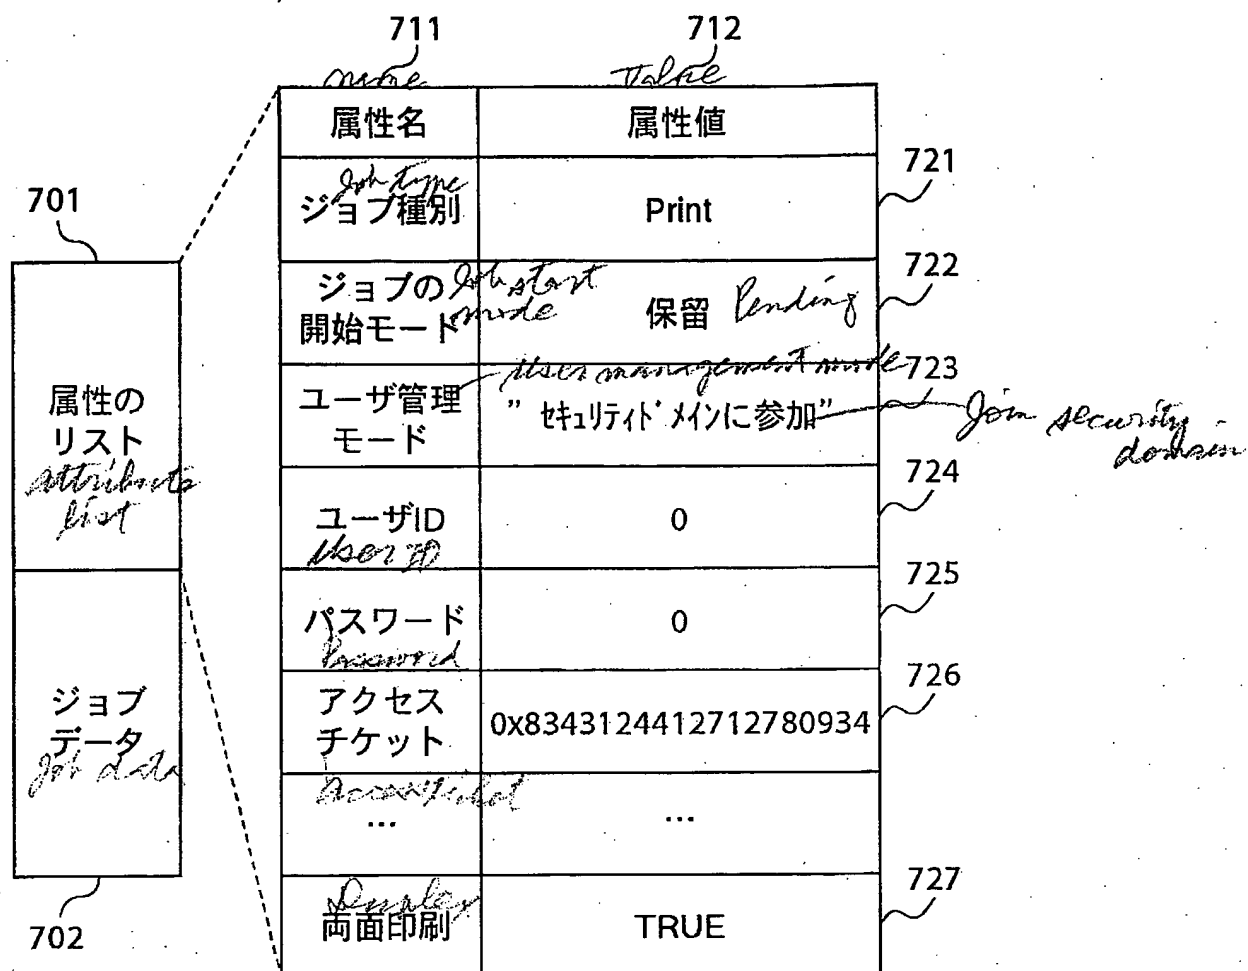 711
712
name
Value
属性名
属性値
721
Job type
ジョブ種別
Print
701
722
ジョブの
開始モード
Job start
mode
保留
Pending
723
User management mode
ユーザ管理
モード
"セキュリティドメインに参加"
Join security
domain
属性の
リスト
attribute
list
724
ユーザID
User ID
0
725
パスワード
Password
0
726
アクセス
チケット
0x8343124412712780934
Access ticket
...
...
ジョブ
データ
Job data
727
Duplex
両面印刷
TRUE
702